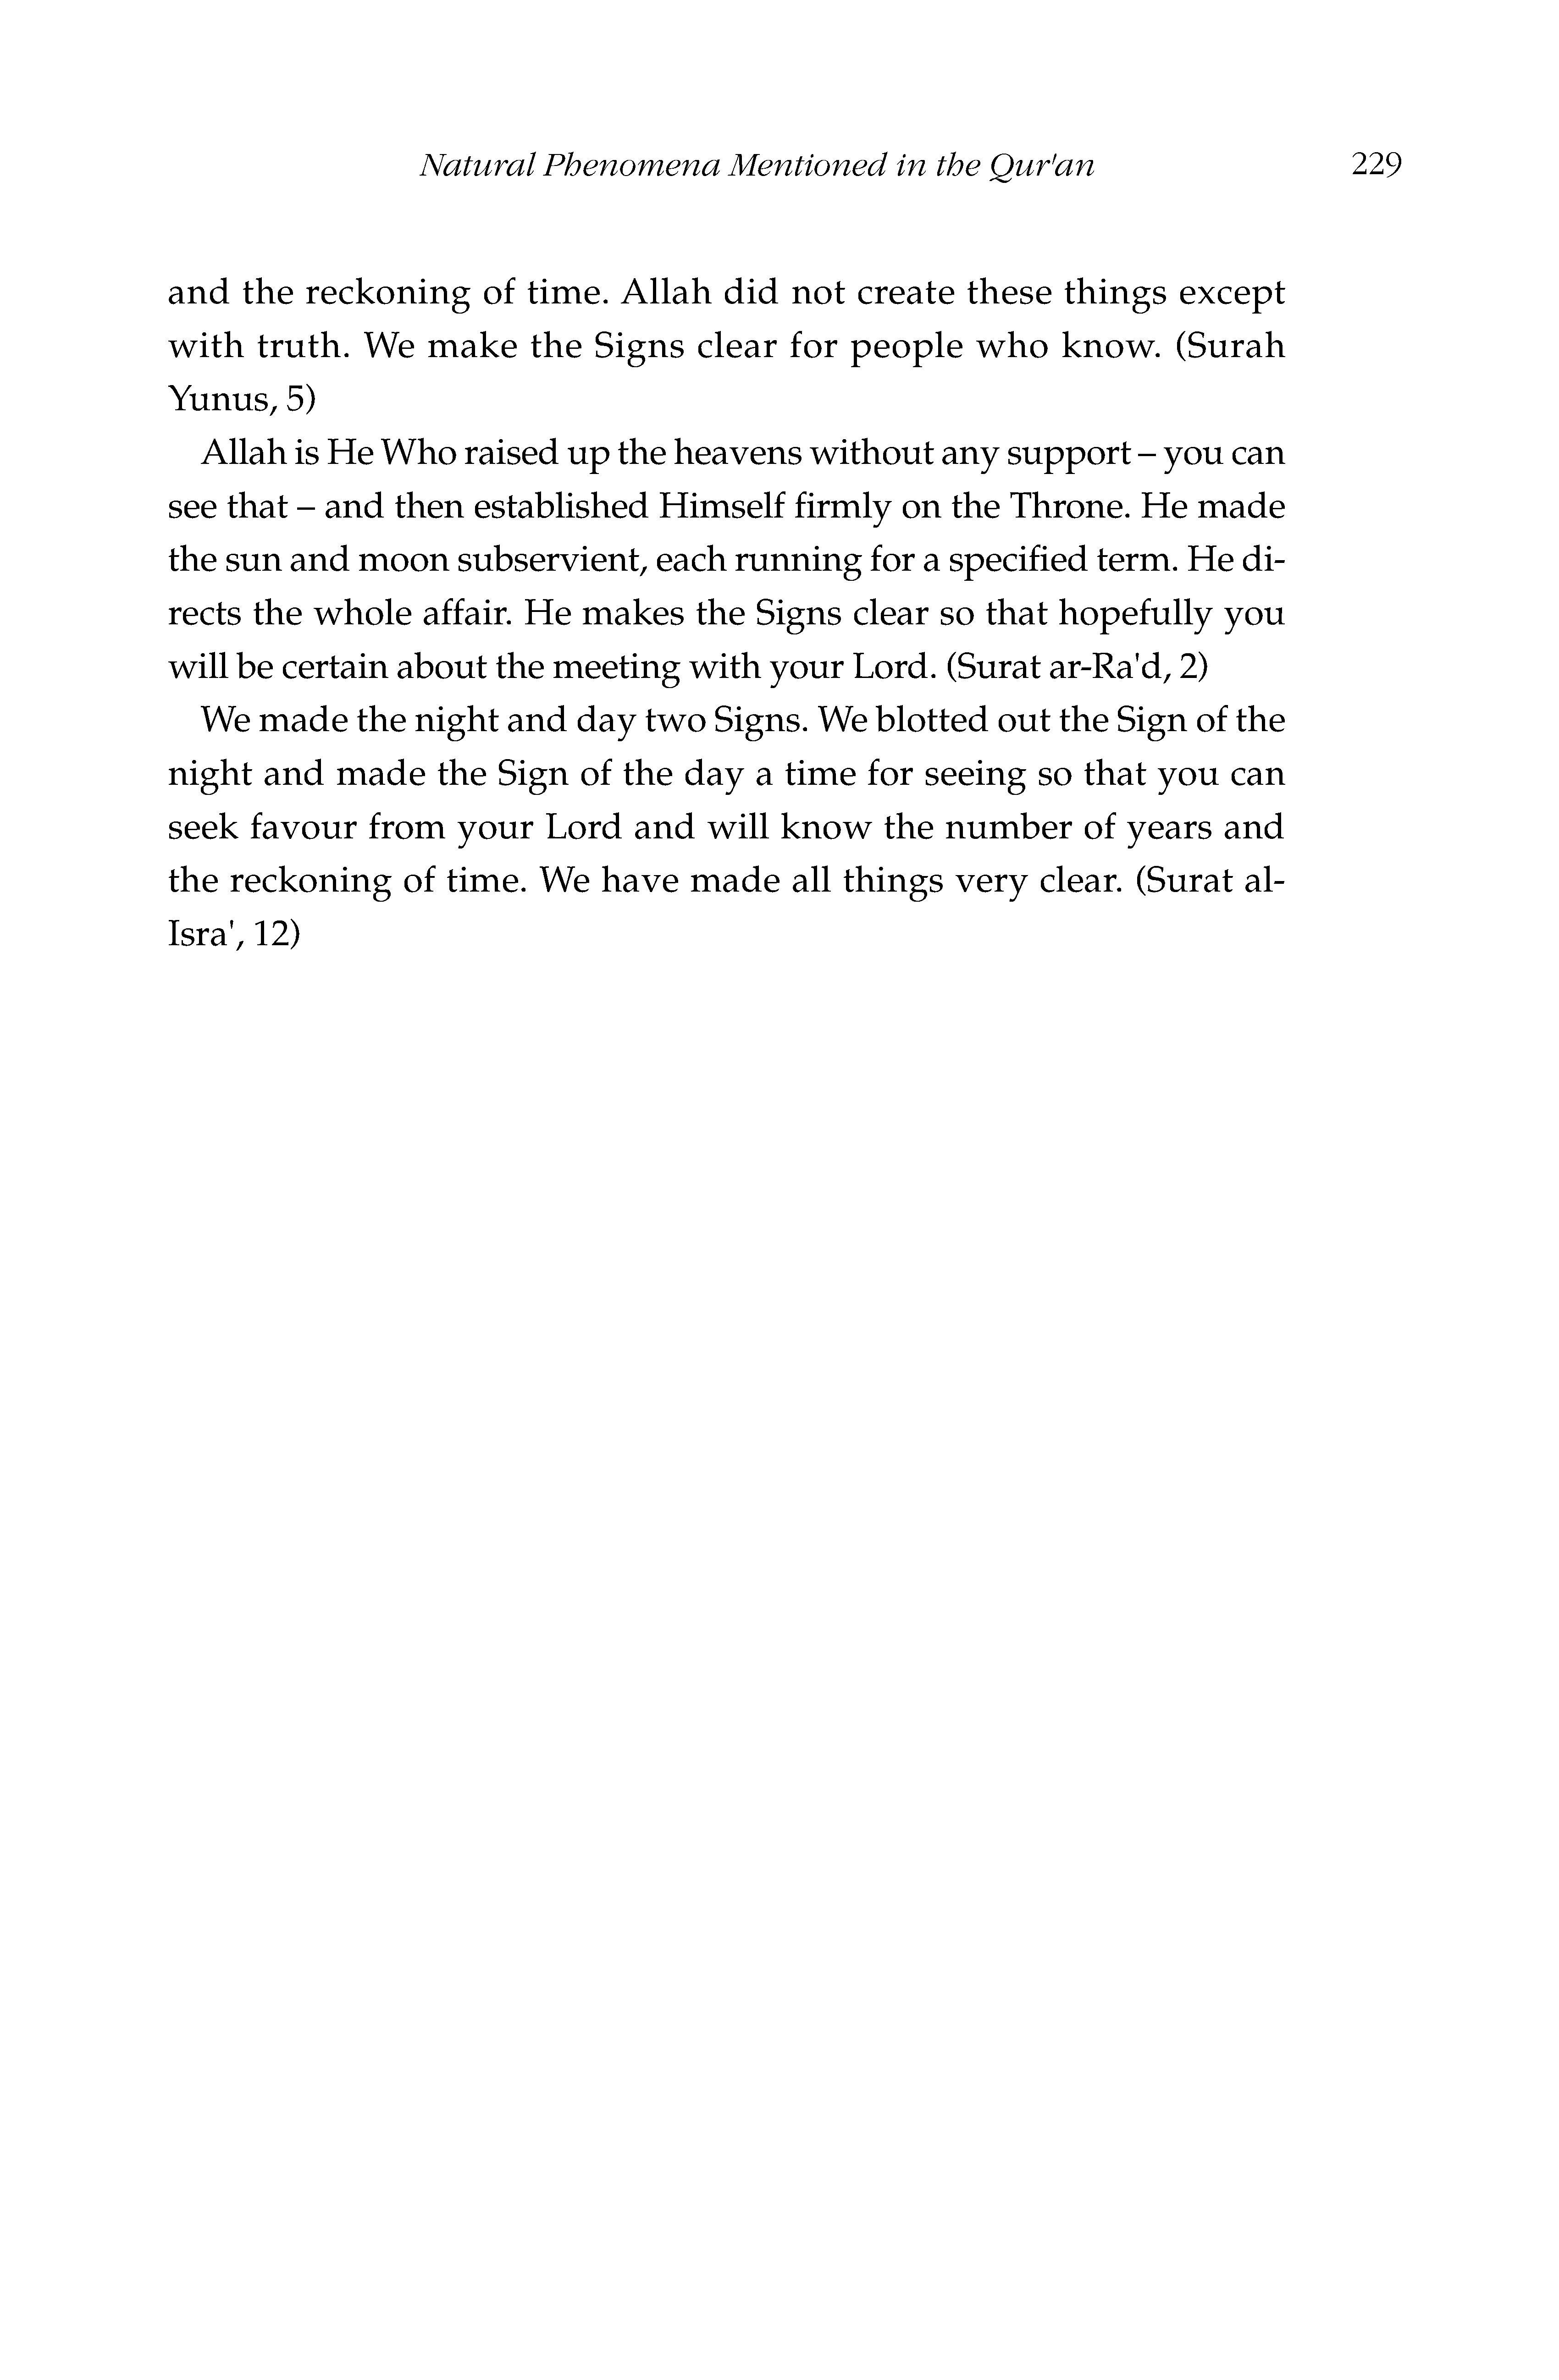 Natural Phenomena Mentioned in the Qur'an 229
and the reckoning of time. Allah did not create these things except
with truth. We make the Signs clear for people who know. (Surah
Yunus, 5)
Allah is He Who raised up the heavens without any support – you can
see that – and then established Himself firmly on the Throne. He made
the sun and moon subservient, each running for a specified term. He di-
rects the whole affair. He makes the Signs clear so that hopefully you
will be certain about the meeting with your Lord. (Surat ar-Ra'd, 2)
We made the night and day two Signs. We blotted out the Sign of the
night and made the Sign of the day a time for seeing so that you can
seek favour from your Lord and will know the number of years and
the reckoning of time. We have made all things very clear. (Surat al-
Isra', 12)